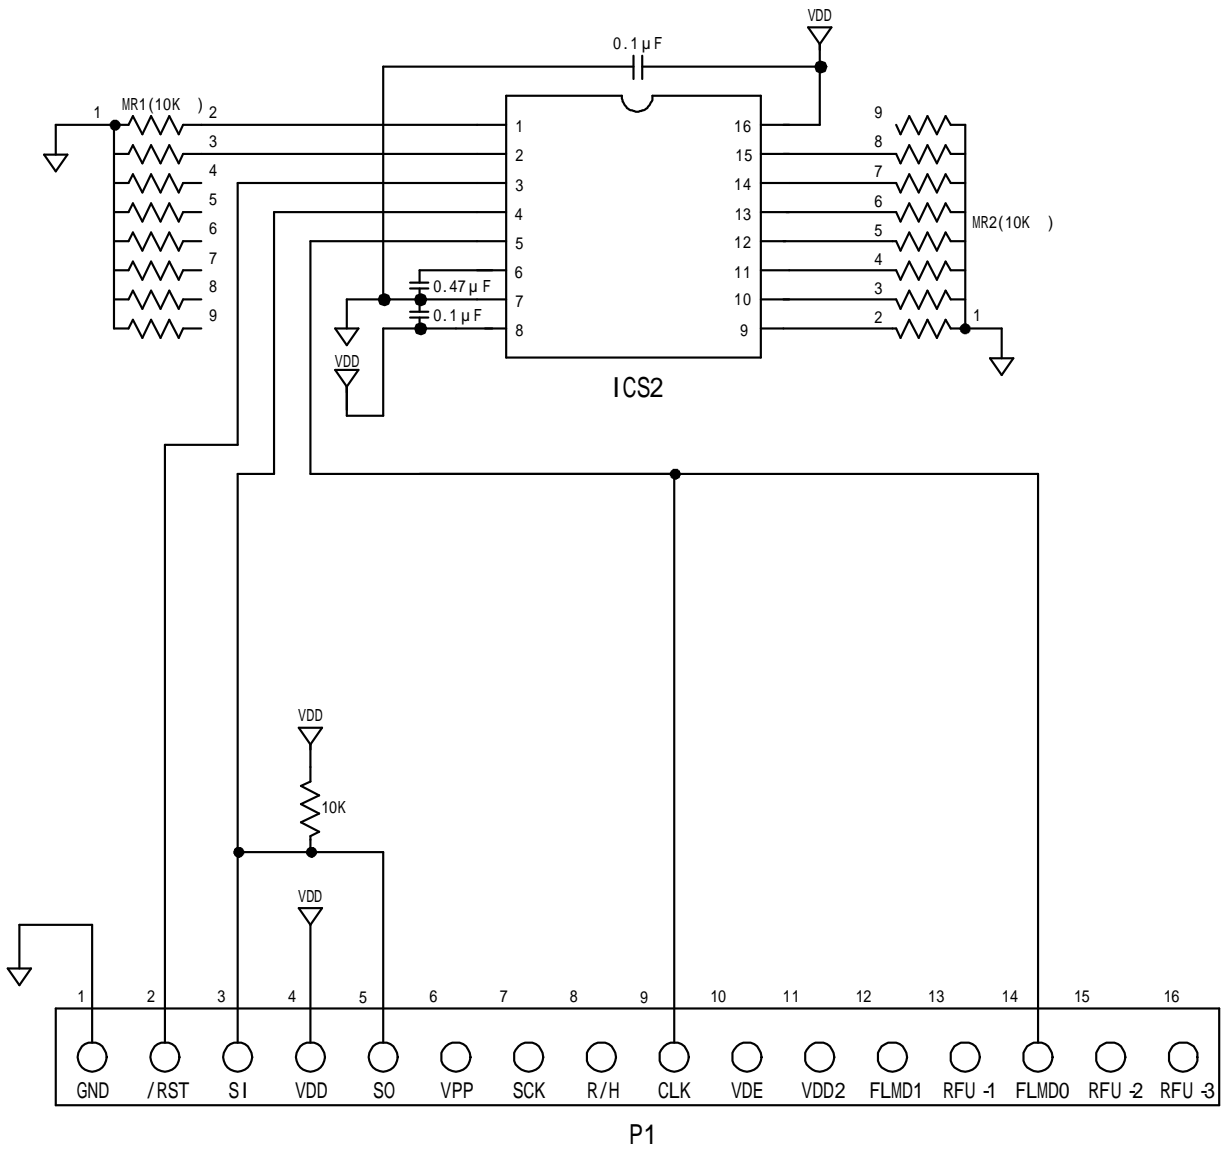 VDD
0.1μF
MR1(10K )
1
2
3
4
5
6
7
8
9
1
2
3
4
5
6
7
8
16
15
14
13
12
11
10
9
9
8
7
6
5
4
3
2
1
MR2(10K )
0.47μF
0.1μF
VDD
ICS2
VDD
10K
VDD
1 2 3 4 5 6 7 8 9 10 11 12 13 14 15 16
GND /RST SI VDD SO VPP SCK R/H CLK VDE VDD2 FLMD1 RFU-1 FLMD0 RFU-2 RFU-3
P1